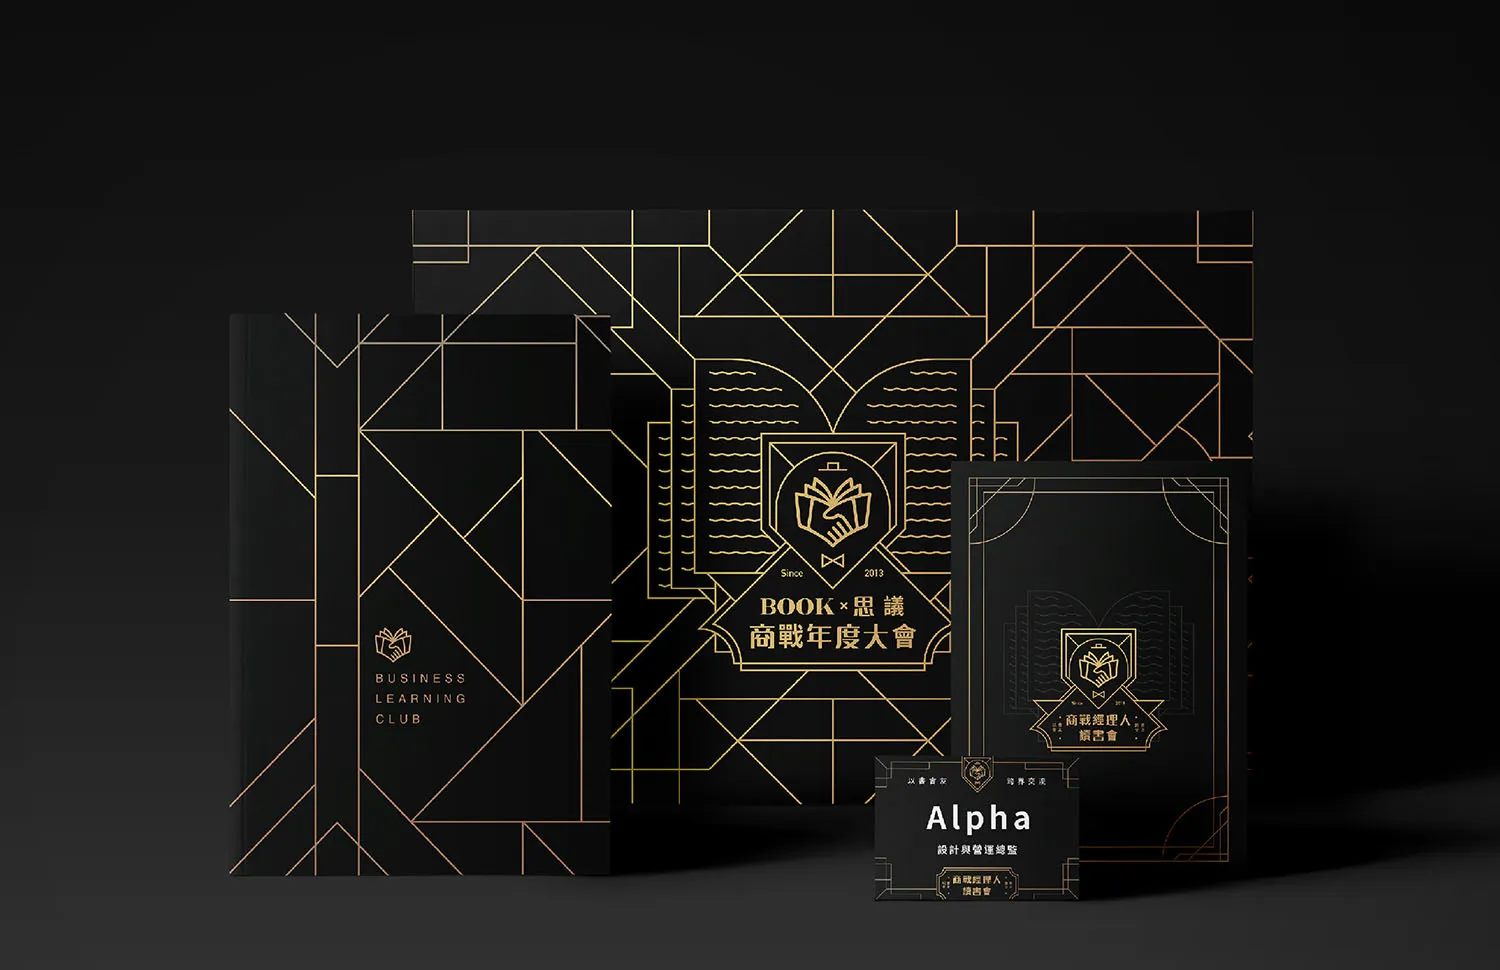 BUSINESS
LEARNING
CLUB
Since 2013
BOOK × 思議
商戰年度大會
Since 2013
商戰經理人
讀書會
以書會友 跨界交流
Alpha
設計與營運總監
商戰經理人
讀書會